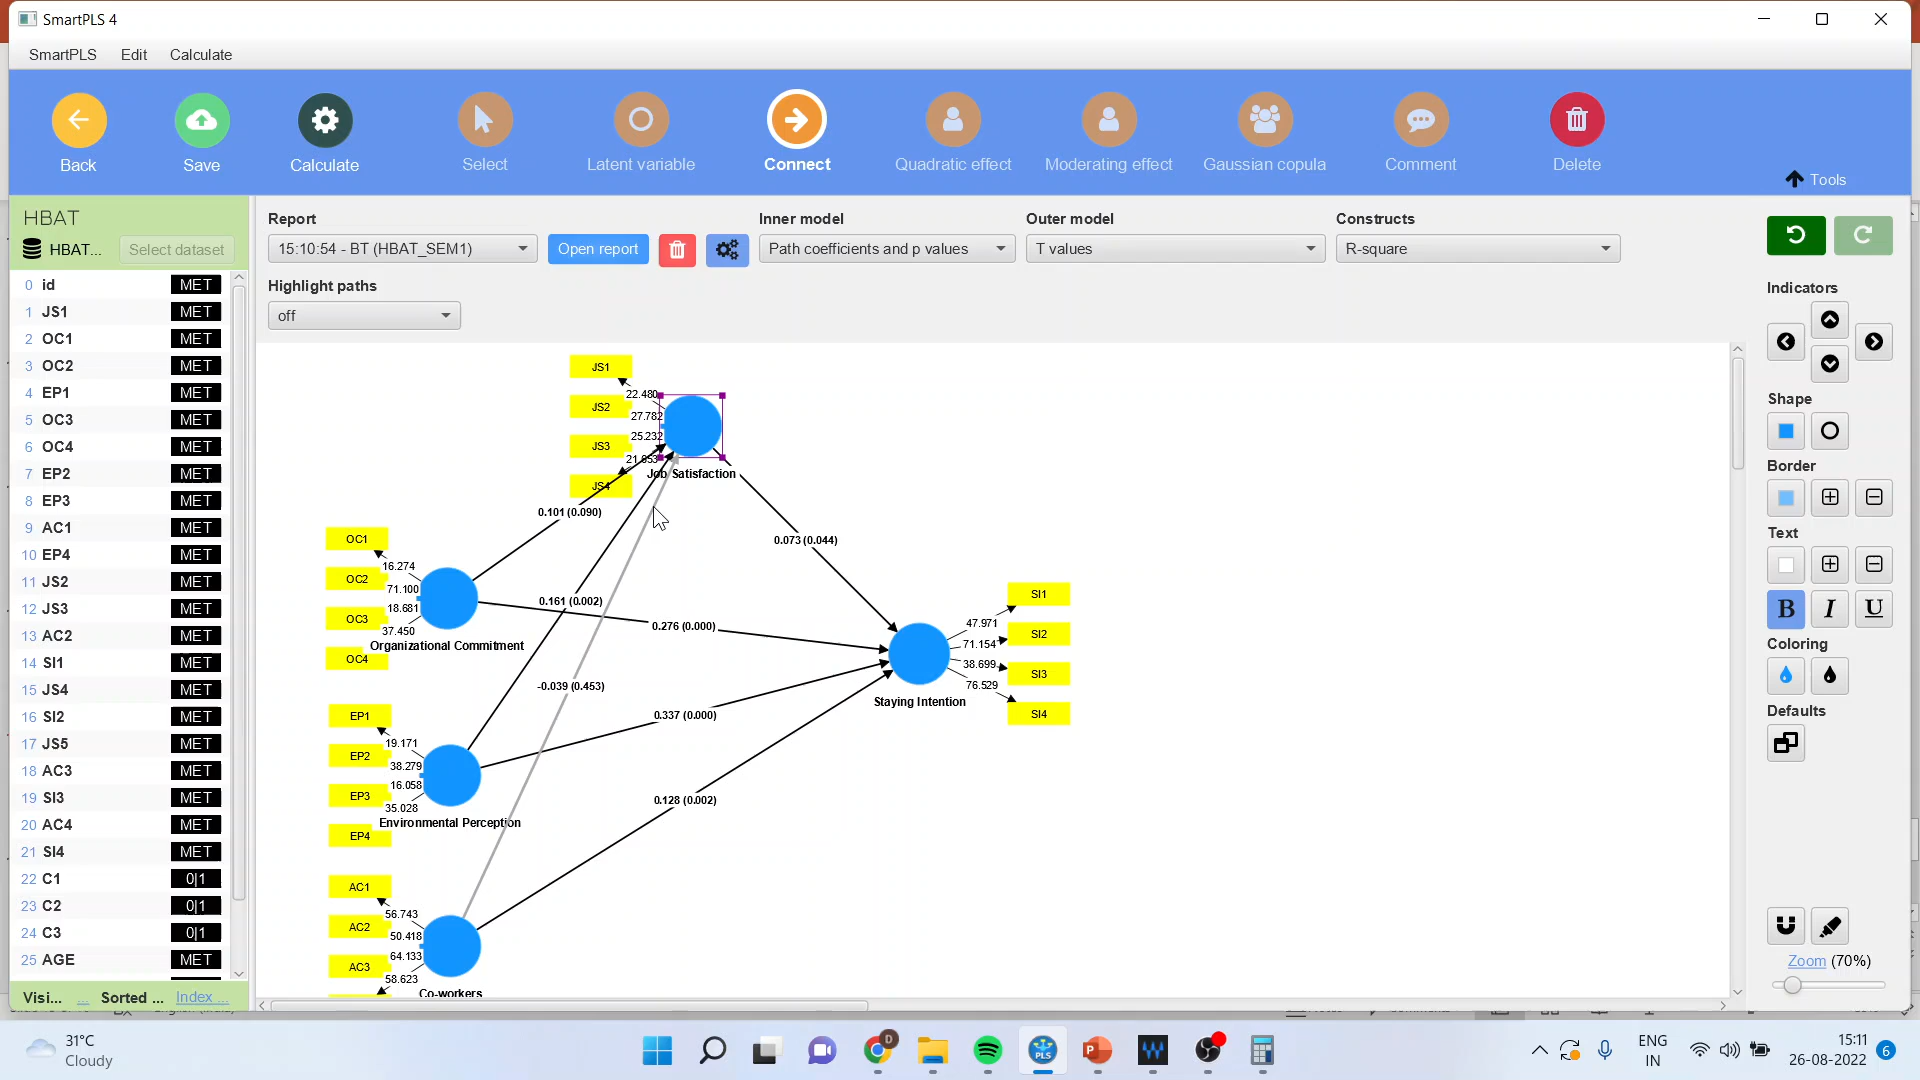 SmartPLS 4
SmartPLS Edit Calculate
Back Save Calculate Select Latent variable Connect Quadratic effect Moderating effect Gaussian copula Comment Delete
Tools
HBAT
HBAT... Select dataset
0 id MET
1 JS1 MET
2 OC1 MET
3 OC2 MET
4 EP1 MET
5 OC3 MET
6 OC4 MET
7 EP2 MET
8 EP3 MET
9 AC1 MET
10 EP4 MET
11 JS2 MET
12 JS3 MET
13 AC2 MET
14 SI1 MET
15 JS4 MET
16 SI2 MET
17 JS5 MET
18 AC3 MET
19 SI3 MET
20 AC4 MET
21 SI4 MET
22 C1 0|1
23 C2 0|1
24 C3 0|1
25 AGE MET
Visi... ... Sorted ... Index ...
Report Inner model Outer model Constructs
15:10:54 - BT (HBAT_SEM1) Open report Path coefficients and p values T values R-square
Highlight paths
off
JS1
22.480
JS2
27.782
25.232
JS3
JS4
Job Satisfaction
0.101 (0.090)
0.073 (0.044)
OC1
16.274
OC2
71.100
18.681
OC3
37.450
Organizational Commitment
OC4
0.161 (0.002)
0.276 (0.000)
-0.039 (0.453)
0.337 (0.000)
0.128 (0.002)
SI1
47.971
SI2
71.154
38.699
SI3
76.529
Staying Intention
SI4
EP1
19.171
EP2
38.279
16.058
EP3
35.028
Environmental Perception
EP4
AC1
56.743
AC2
50.418
64.133
AC3
58.623
Co-workers
Indicators
Shape
Border
Text
B I U
Coloring
Defaults
Zoom (70%)
31°C
Cloudy
ENG
IN
15:11
26-08-2022
6